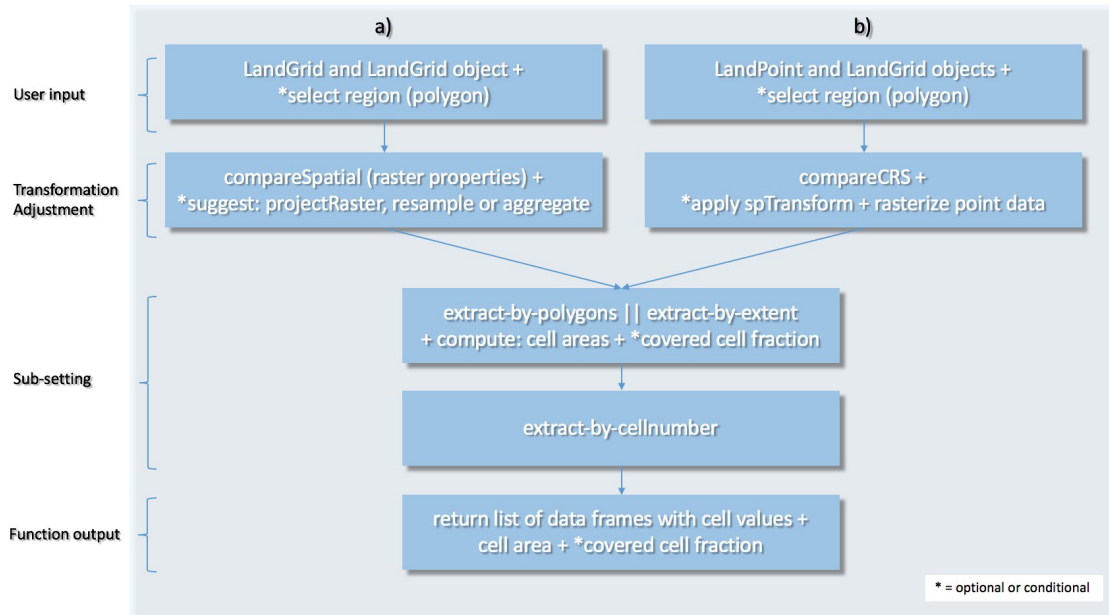 a)
b)
User input
LandGrid and LandGrid object +
*select region (polygon)
LandPoint and LandGrid objects +
*select region (polygon)
Transformation
Adjustment
compareSpatial (raster properties) +
*suggest: projectRaster, resample or aggregate
compareCRS +
*apply spTransform + rasterize point data
Sub-setting
extract-by-polygons || extract-by-extent
+ compute: cell areas + *covered cell fraction
extract-by-cellnumber
Function output
return list of data frames with cell values +
cell area + *covered cell fraction
* = optional or conditional